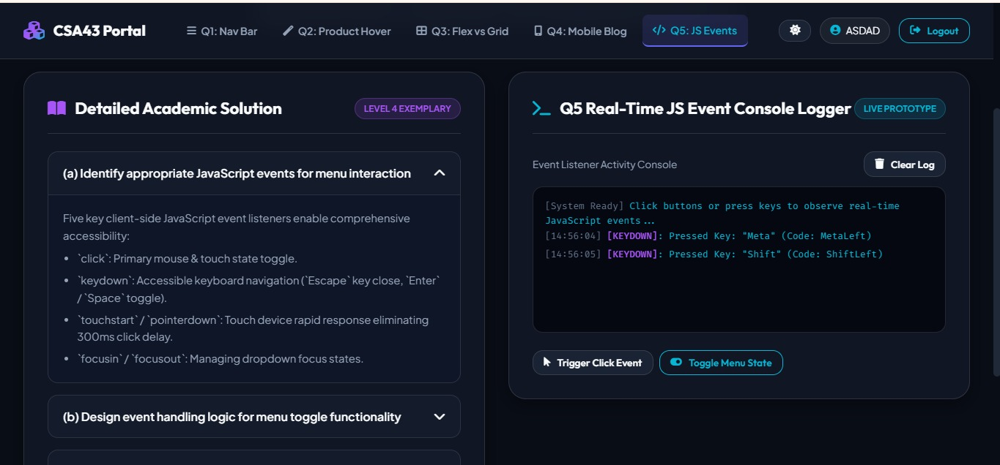 CSA43 Portal
Q1: Nav Bar
Q2: Product Hover
Q3: Flex vs Grid
Q4: Mobile Blog
</> Q5: JS Events
ASDAD
Logout
Detailed Academic Solution
LEVEL 4 EXEMPLARY
(a) Identify appropriate JavaScript events for menu interaction
Five key client-side JavaScript event listeners enable comprehensive
accessibility:
• `click`: Primary mouse & touch state toggle.
• `keydown`: Accessible keyboard navigation (`Escape` key close, `Enter`
/ `Space` toggle).
• `touchstart` / `pointerdown`: Touch device rapid response eliminating
300ms click delay.
• `focusin` / `focusout`: Managing dropdown focus states.
(b) Design event handling logic for menu toggle functionality
Q5 Real-Time JS Event Console Logger
LIVE PROTOTYPE
Event Listener Activity Console
Clear Log
[System Ready] Click buttons or press keys to observe real-time
JavaScript events...
[14:56:04] [KEYDOWN]: Pressed Key: "Meta" (Code: MetaLeft)
[14:56:05] [KEYDOWN]: Pressed Key: "Shift" (Code: ShiftLeft)
Trigger Click Event
Toggle Menu State